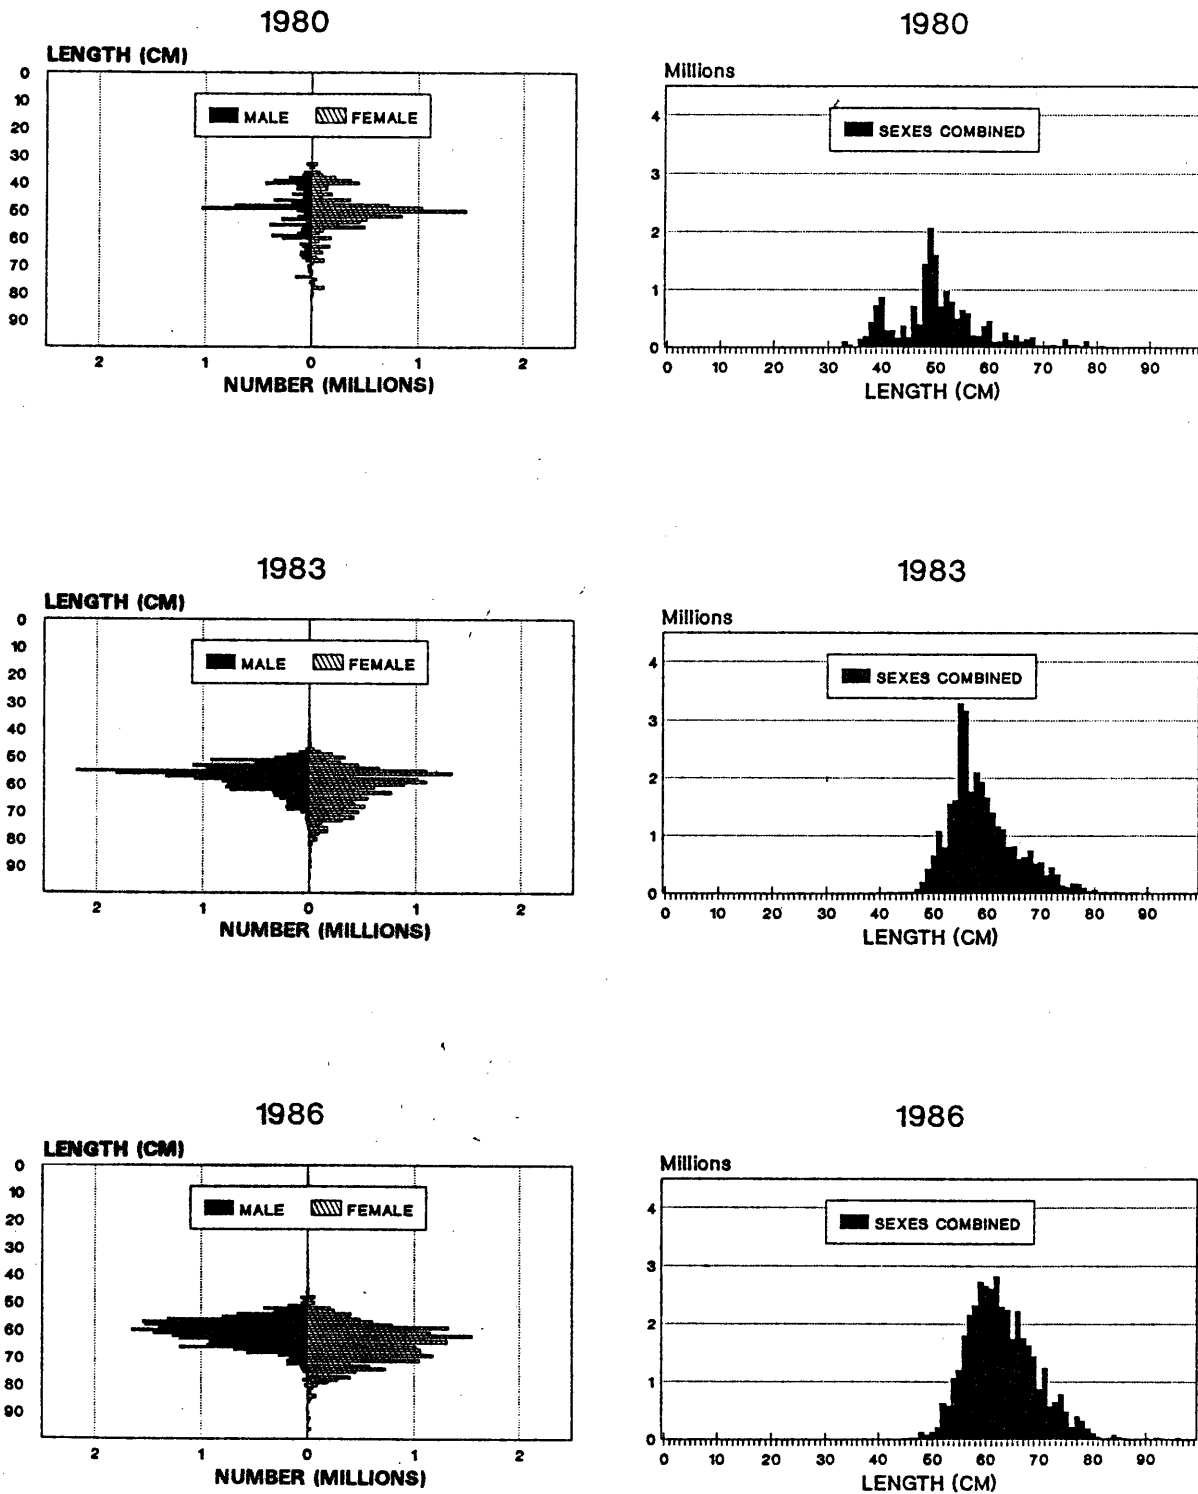 1980
LENGTH (CM)
0
10
20
30
40
50
60
70
80
90
MALE FEMALE
2 1 0 1 2
NUMBER (MILLIONS)
1980
Millions
4
3
2
1
0
SEXES COMBINED
0 10 20 30 40 50 60 70 80 90
LENGTH (CM)
1983
LENGTH (CM)
0
10
20
30
40
50
60
70
80
90
MALE FEMALE
2 1 0 1 2
NUMBER (MILLIONS)
1983
Millions
4
3
2
1
0
SEXES COMBINED
0 10 20 30 40 50 60 70 80 90
LENGTH (CM)
1986
LENGTH (CM)
0
10
20
30
40
50
60
70
80
90
MALE FEMALE
2 1 0 1 2
NUMBER (MILLIONS)
1986
Millions
4
3
2
1
0
SEXES COMBINED
0 10 20 30 40 50 60 70 80 90
LENGTH (CM)